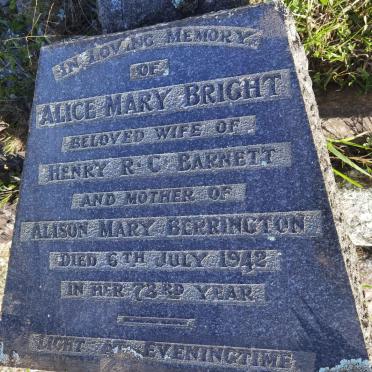 IN LOVING MEMORY
OF
ALICE MARY BRIGHT
BELOVED WIFE OF
HENRY R. C. BARNETT
AND MOTHER OF
ALISON MARY BERRINGTON
DIED 6TH JULY 1942
IN HER 73RD YEAR
LIGHT AT EVENINGTIME